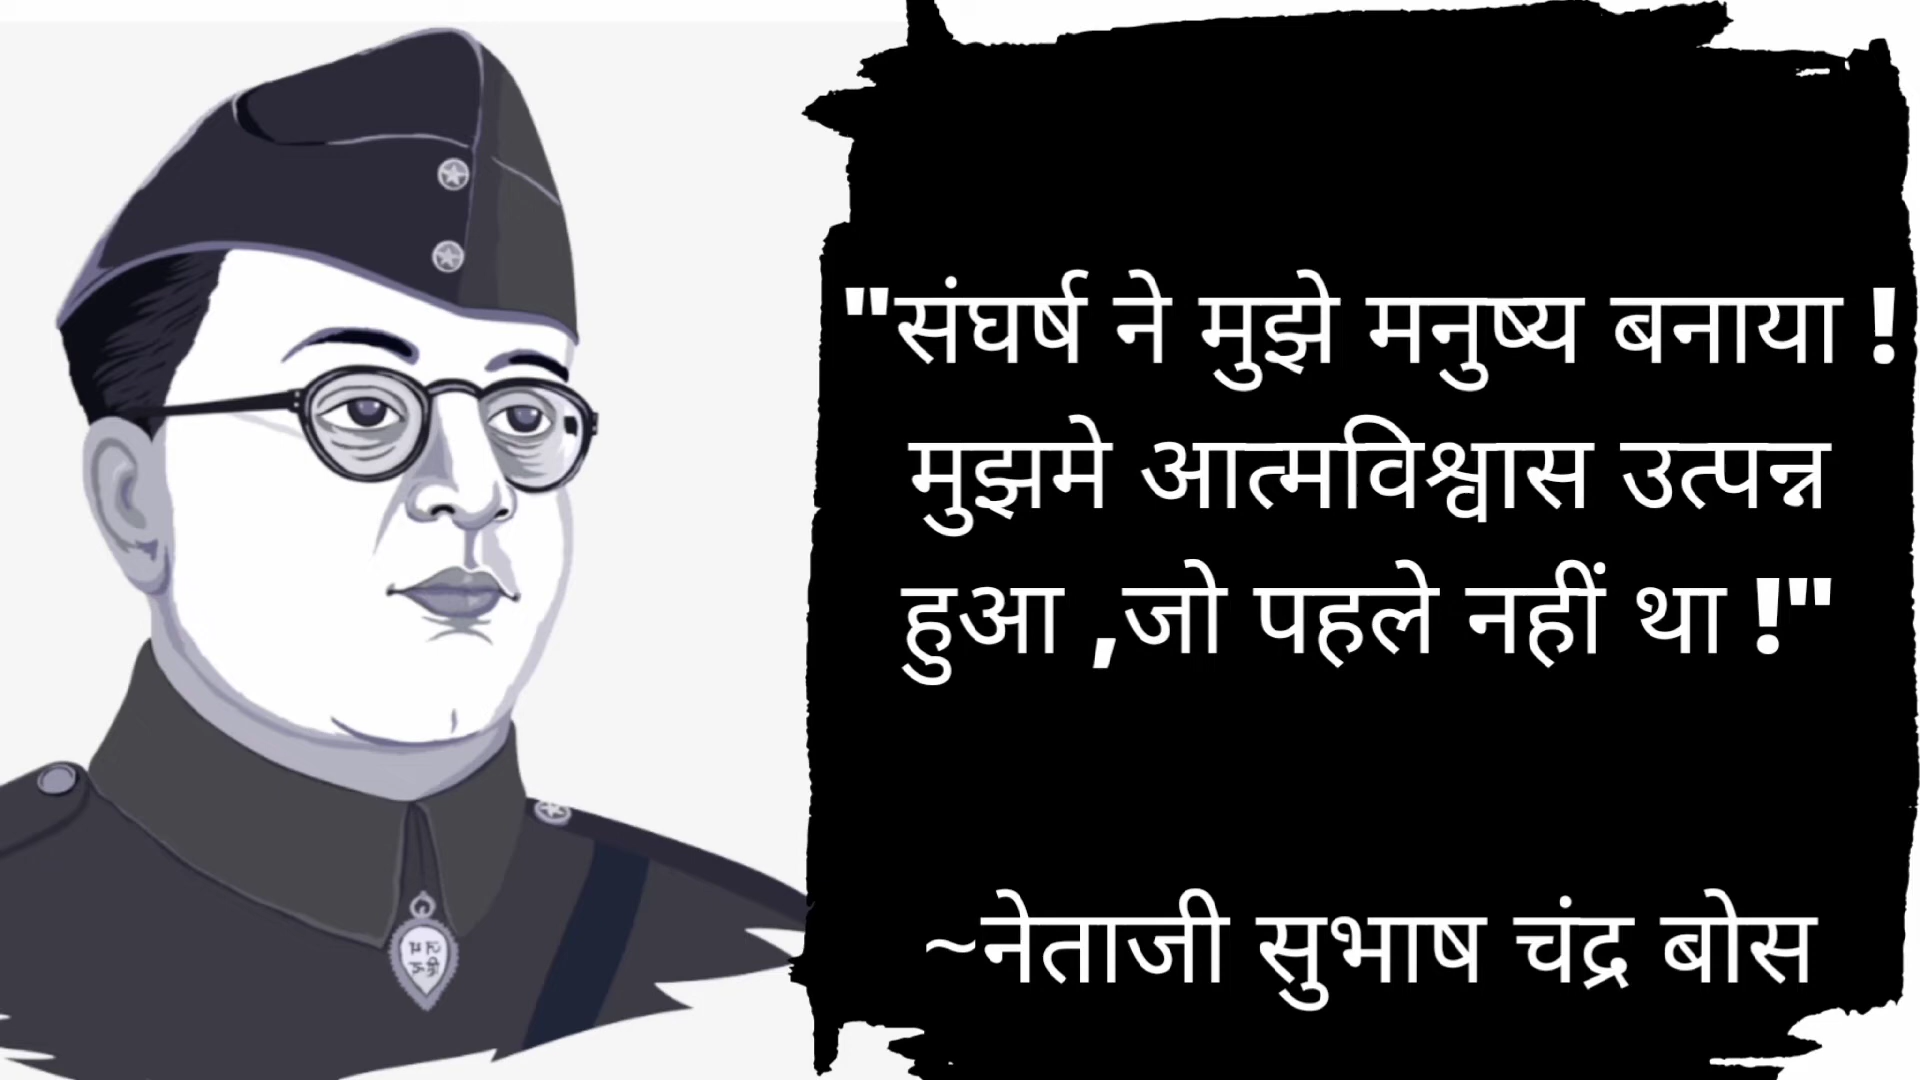 "संघर्ष ने मुझे मनुष्य बनाया !
मुझमे आत्मविश्वास उत्पन्न
हुआ ,जो पहले नहीं था !"
~नेताजी सुभाष चंद्र बोस